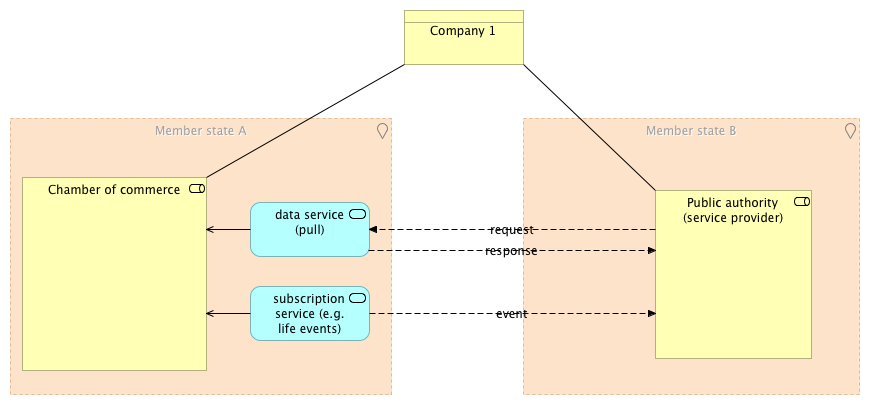 Company 1
Member state A
Member state B
Chamber of commerce
data service
(pull)
Public authority
(service provider)
request
response
subscription
service (e.g.
life events)
event